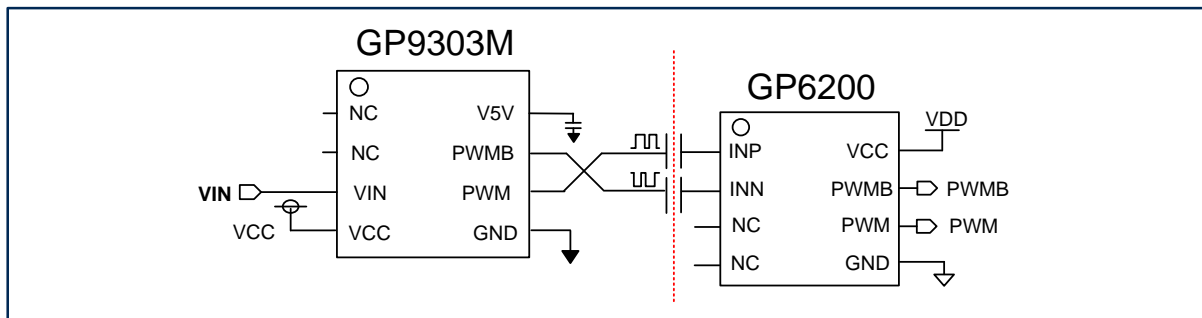 GP9303M
NC
NC
VIN
VIN
VCC
VCC
V5V
PWMB
PWM
GND
GP6200
INP
INN
NC
NC
VDD
VCC
PWMB
PWMB
PWM
PWM
GND